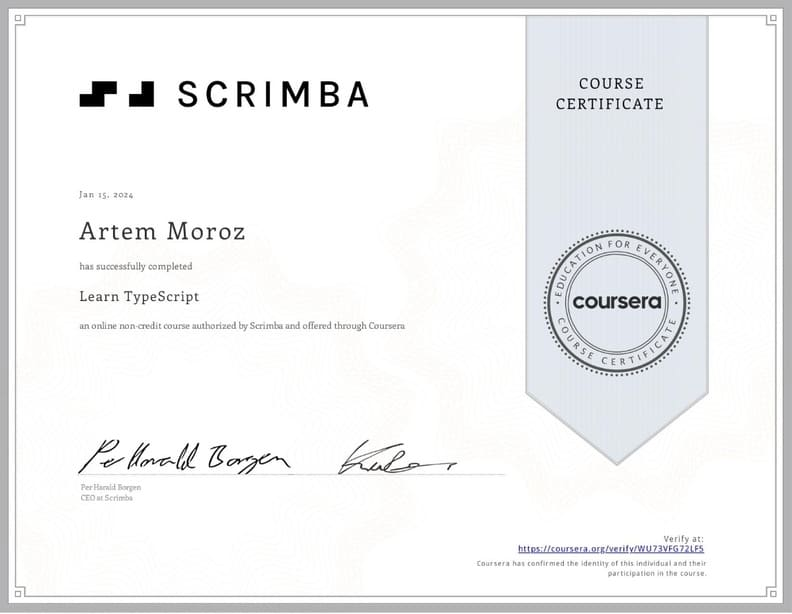 SCRIMBA
COURSE
CERTIFICATE
Jan 15, 2024
Artem Moroz
has successfully completed
Learn TypeScript
an online non-credit course authorized by Scrimba and offered through Coursera
EDUCATION FOR EVERYONE
coursera
COURSE CERTIFICATE
Per Harald Borgen
Per Harald Borgen
CEO at Scrimba
Verify at:
https://coursera.org/verify/WU73VFG72LF5
Coursera has confirmed the identity of this individual and their
participation in the course.